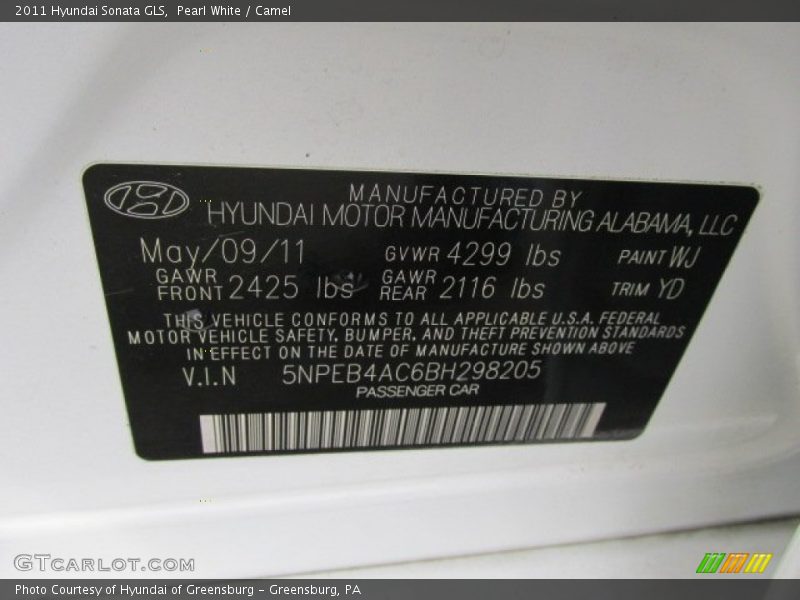 2011 Hyundai Sonata GLS, Pearl White / Camel
MANUFACTURED BY
HYUNDAI MOTOR MANUFACTURING ALABAMA, LLC
May/09/11 GVWR 4299 lbs PAINT WJ
GAWR FRONT 2425 lbs GAWR REAR 2116 lbs TRIM YD
THIS VEHICLE CONFORMS TO ALL APPLICABLE U.S.A. FEDERAL
MOTOR VEHICLE SAFETY, BUMPER, AND THEFT PREVENTION STANDARDS
IN EFFECT ON THE DATE OF MANUFACTURE SHOWN ABOVE
V.I.N 5NPEB4AC6BH298205
PASSENGER CAR
GTCARLOT.COM
Photo Courtesy of Hyundai of Greensburg - Greensburg, PA